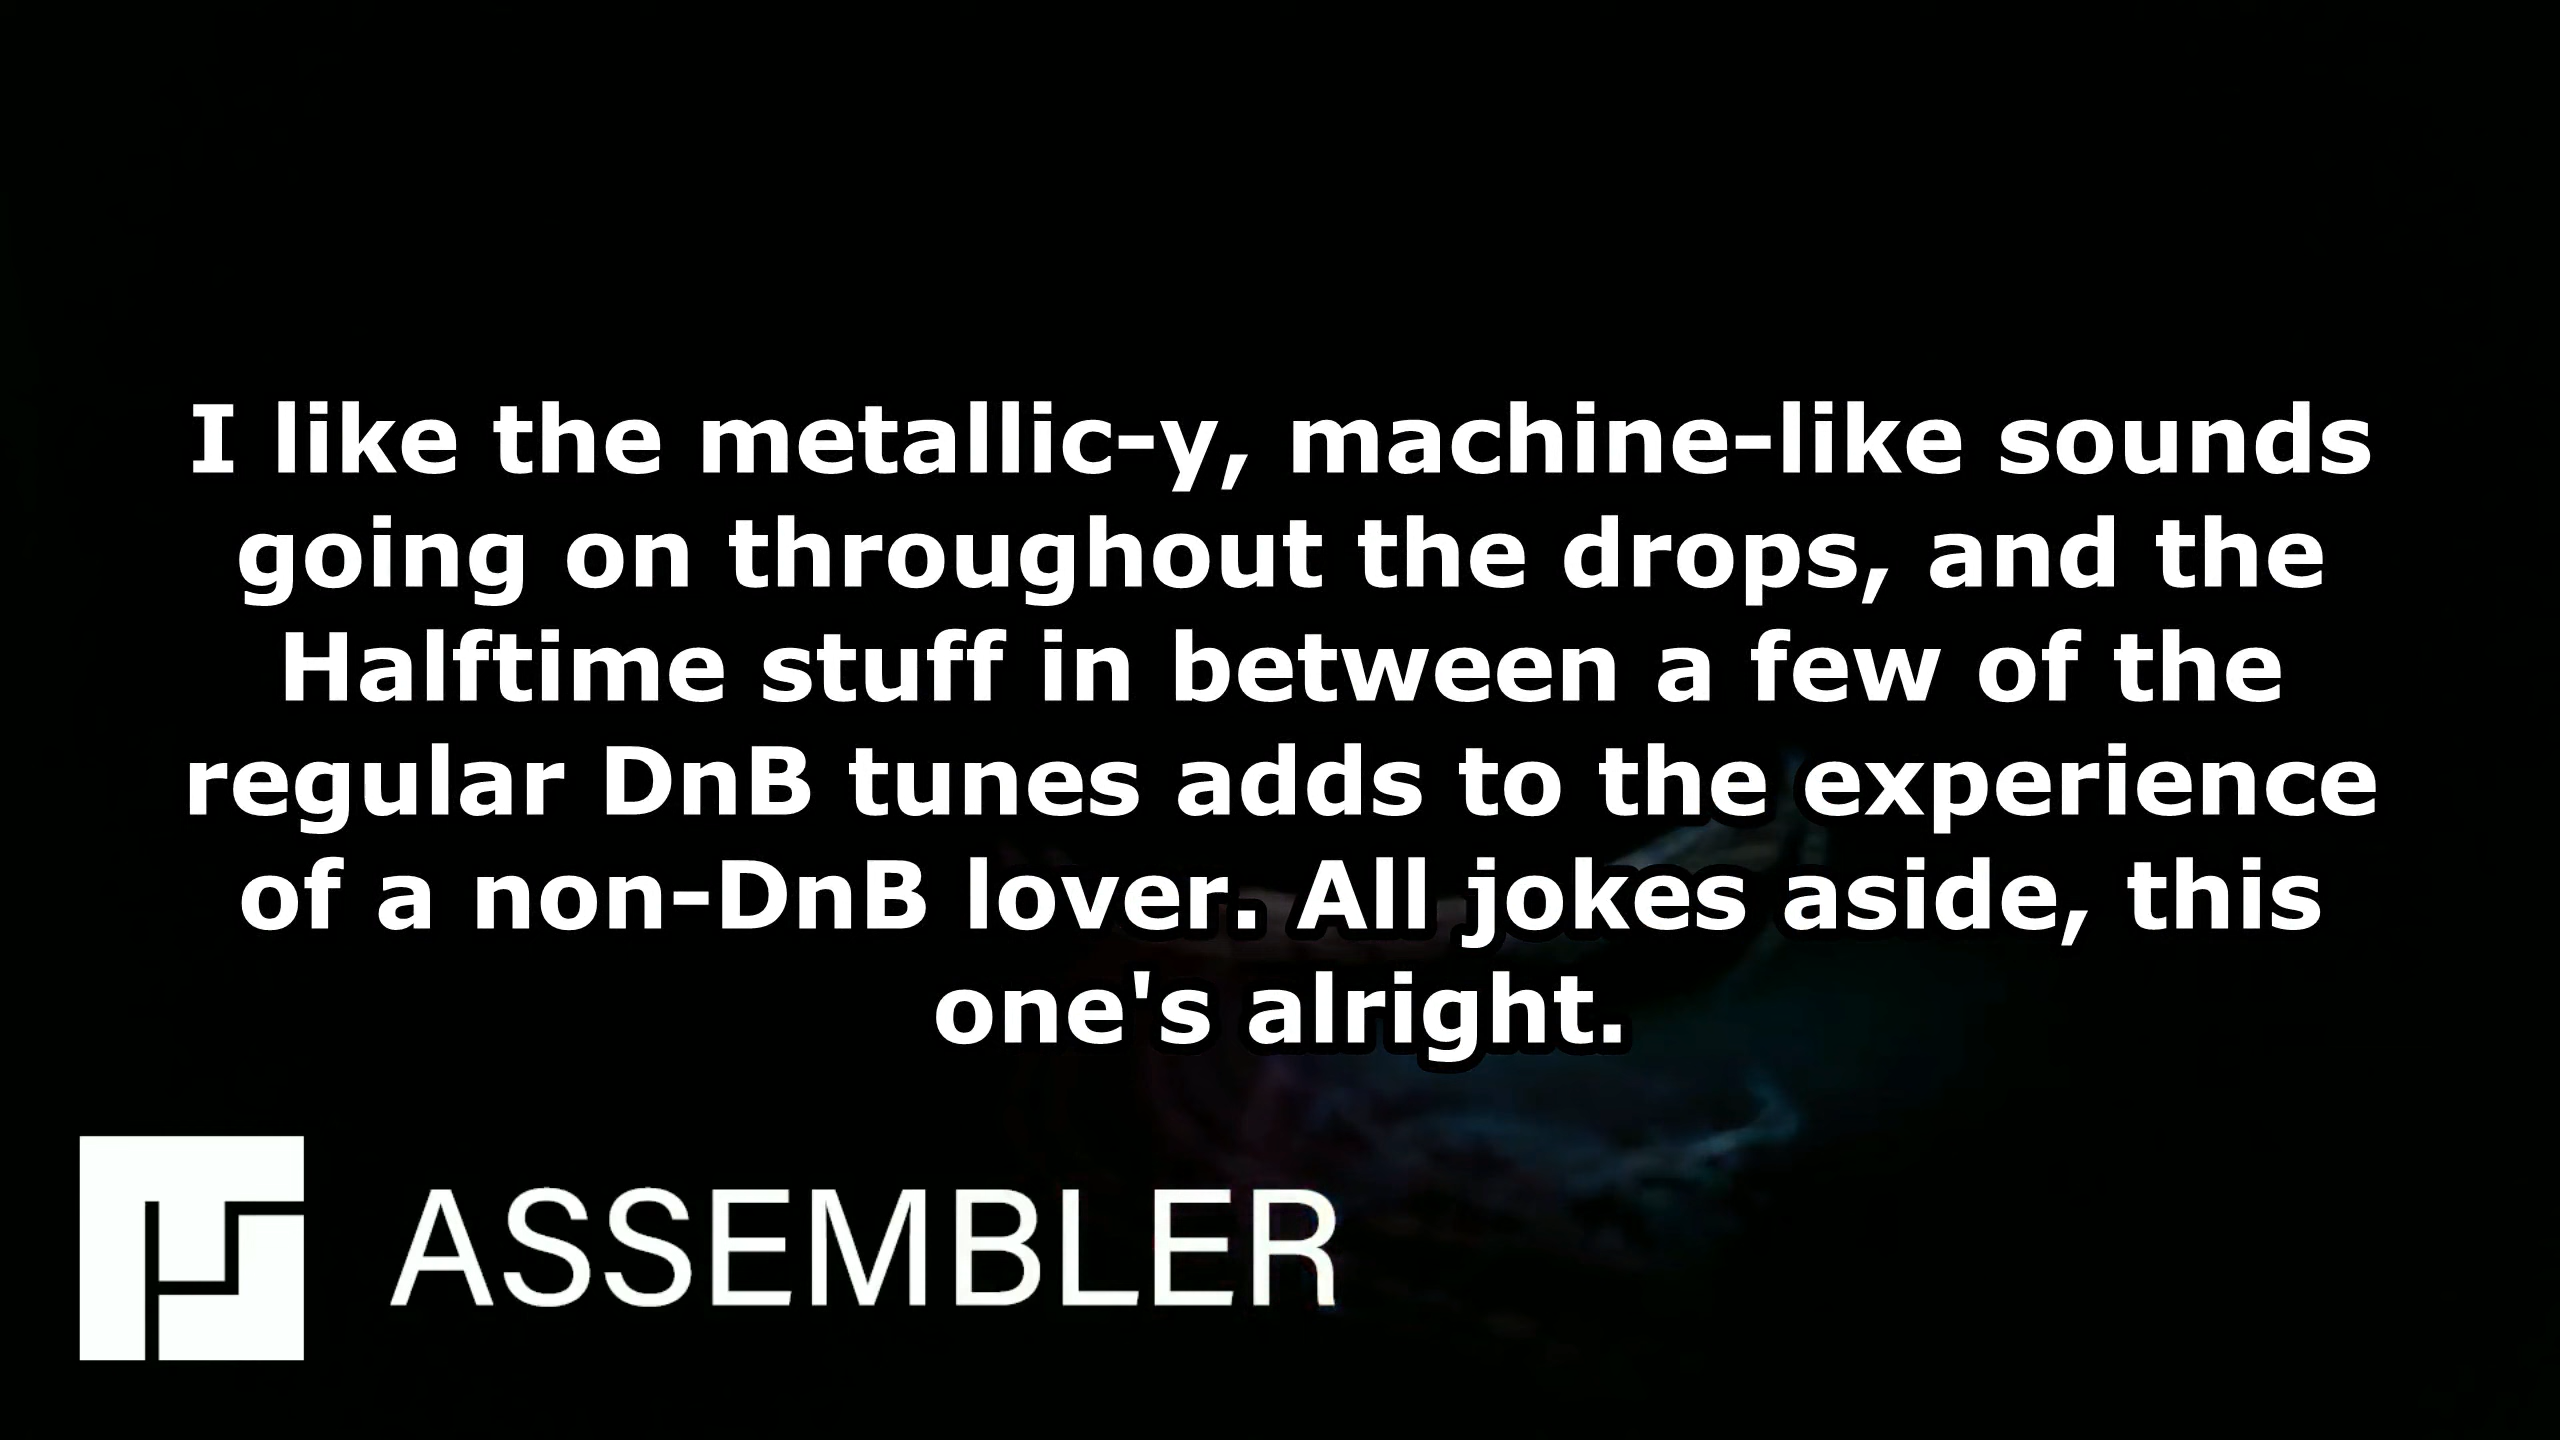 I like the metallic-y, machine-like sounds
going on throughout the drops, and the
Halftime stuff in between a few of the
regular DnB tunes adds to the experience
of a non-DnB lover. All jokes aside, this
one's alright.
ASSEMBLER